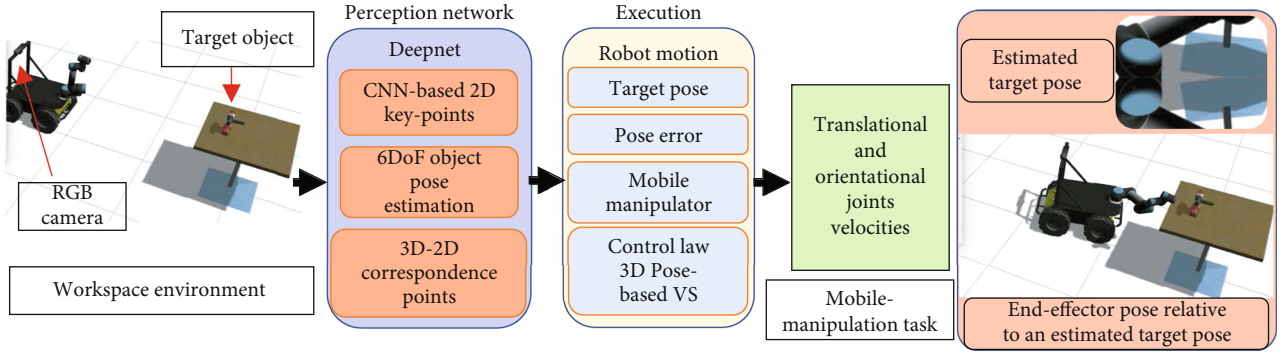 Target object
RGB
camera
Workspace environment
Perception network
Deepnet
CNN-based 2D
key-points
6DoF object
pose
estimation
3D-2D
correspondence
points
Execution
Robot motion
Target pose
Pose error
Mobile
manipulator
Control law
3D Pose-
based VS
Translational
and
orientational
joints
velocities
Mobile-
manipulation task
Estimated
target pose
End-effector pose relative
to an estimated target pose